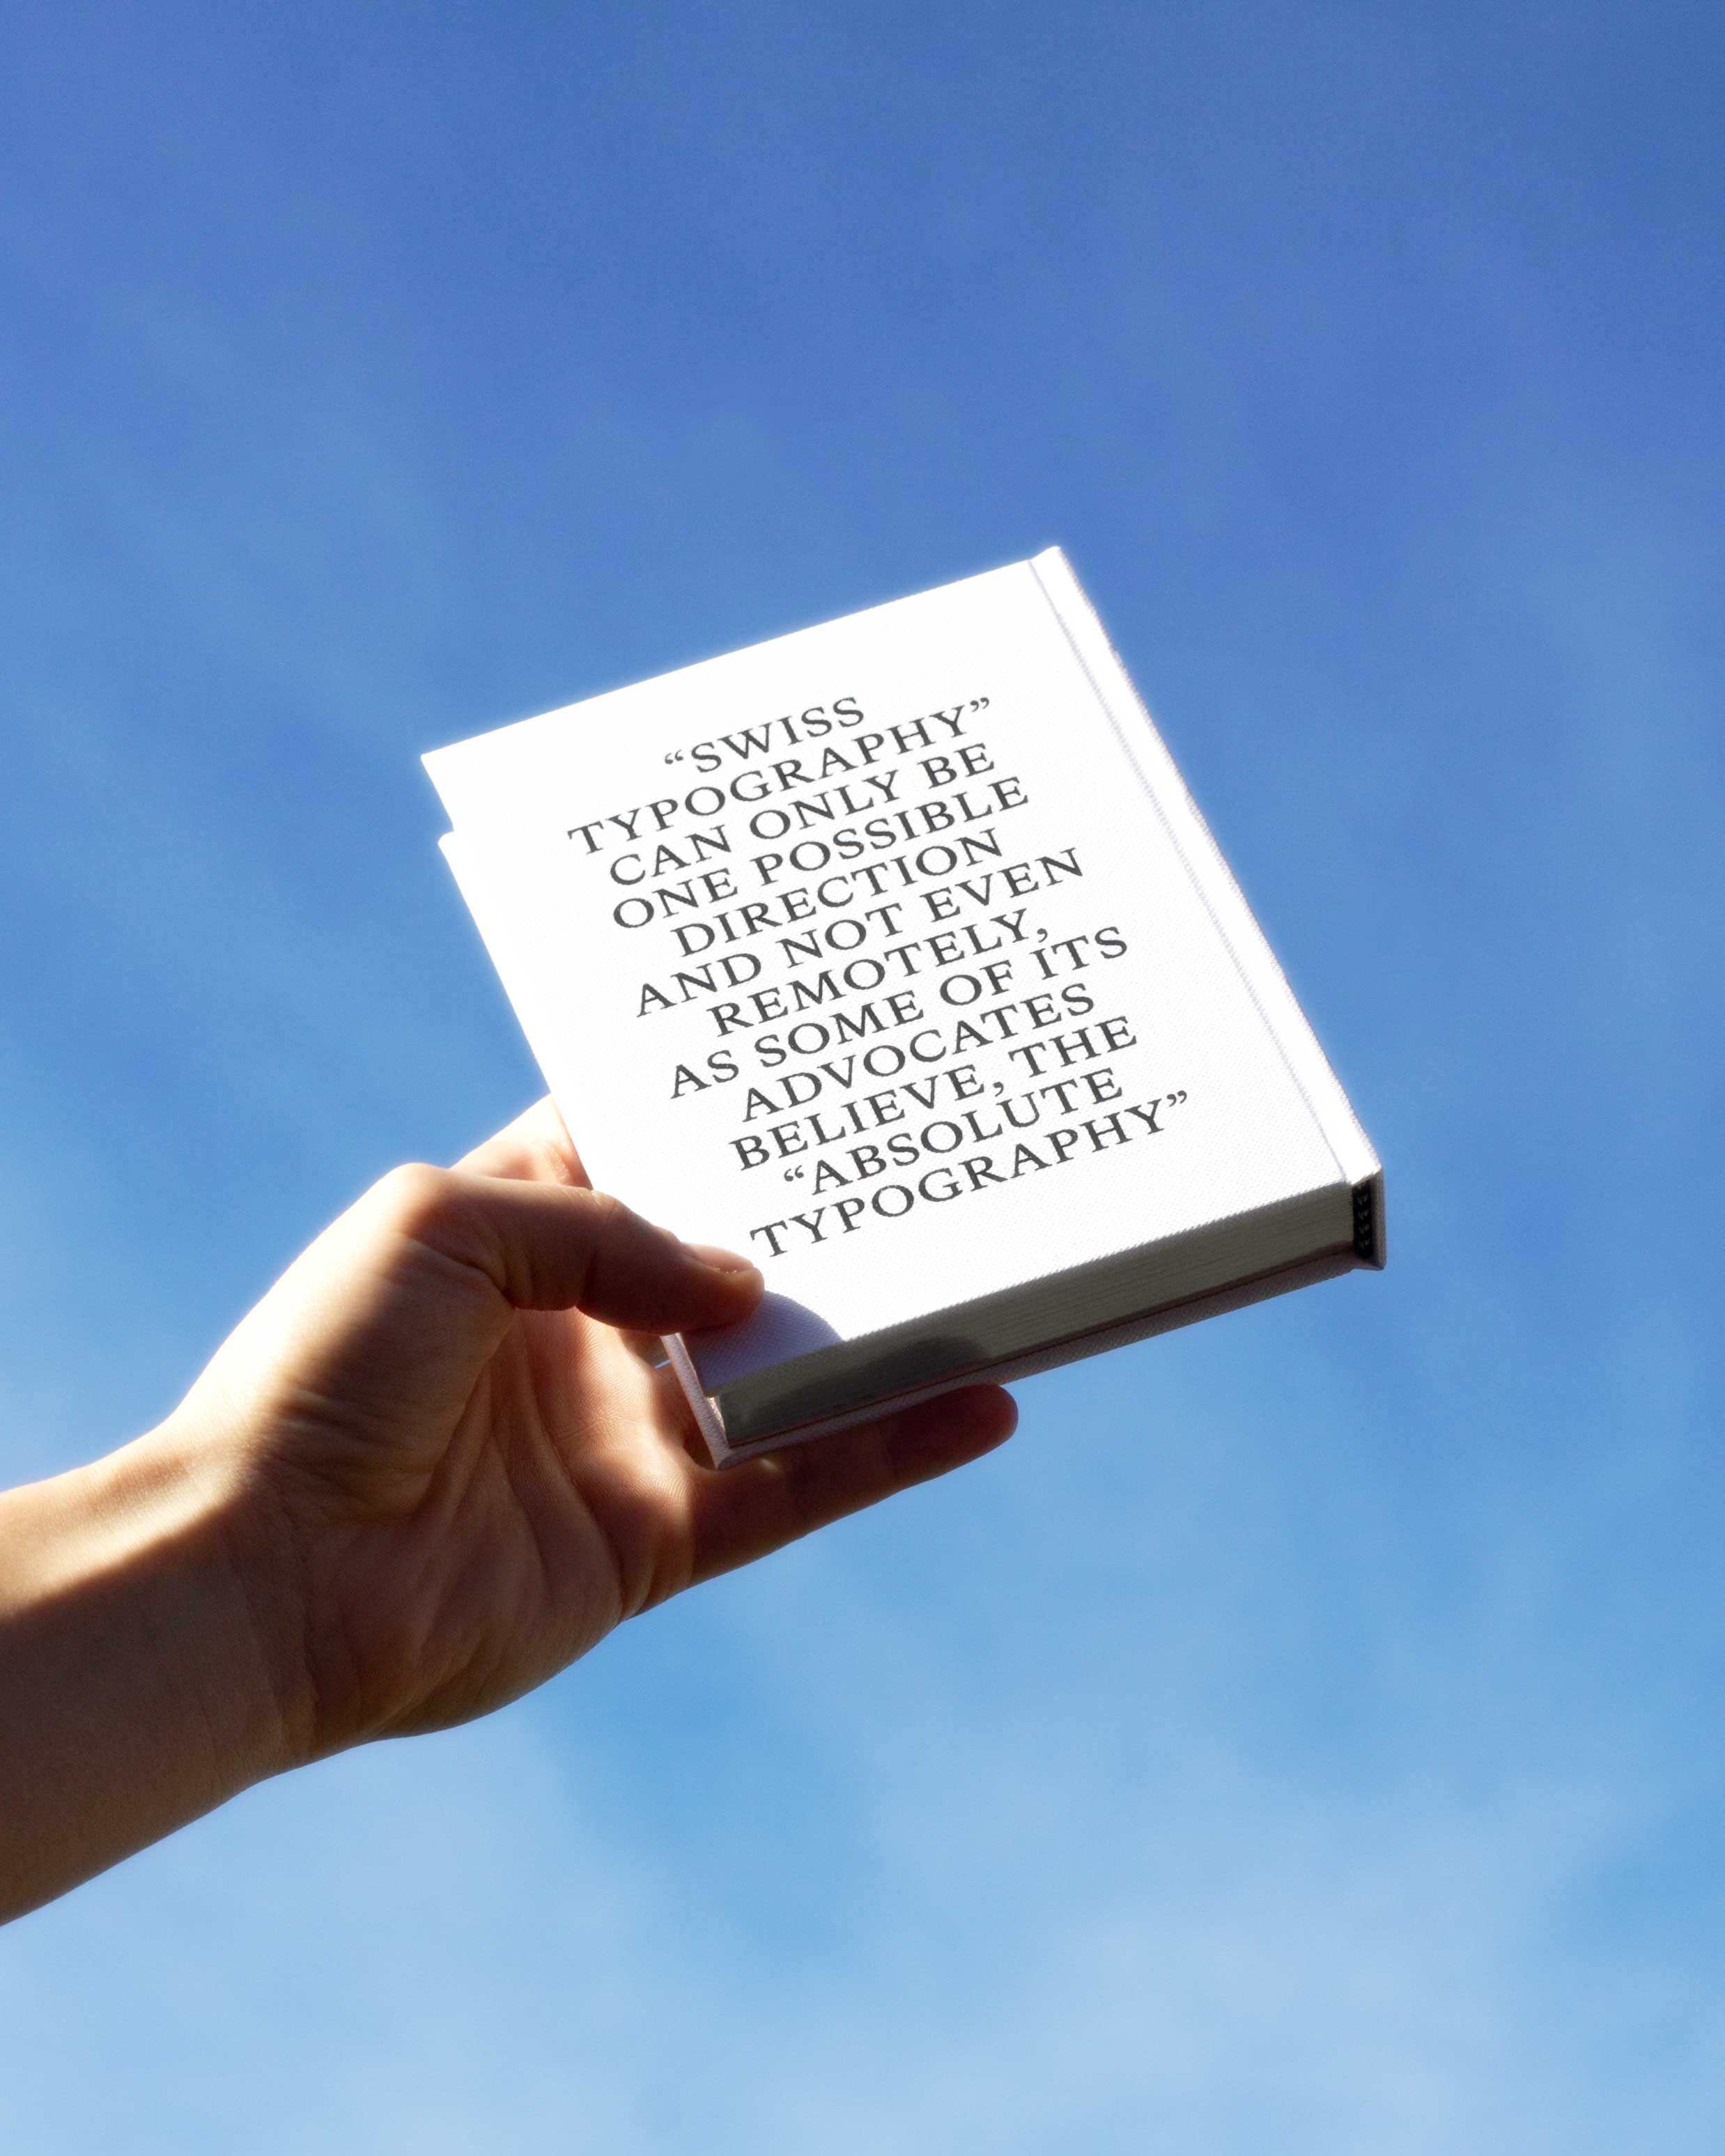 “SWISS
TYPOGRAPHY”
CAN ONLY BE
ONE POSSIBLE
DIRECTION
AND NOT EVEN
REMOTELY,
AS SOME OF ITS
ADVOCATES
BELIEVE, THE
“ABSOLUTE
TYPOGRAPHY”